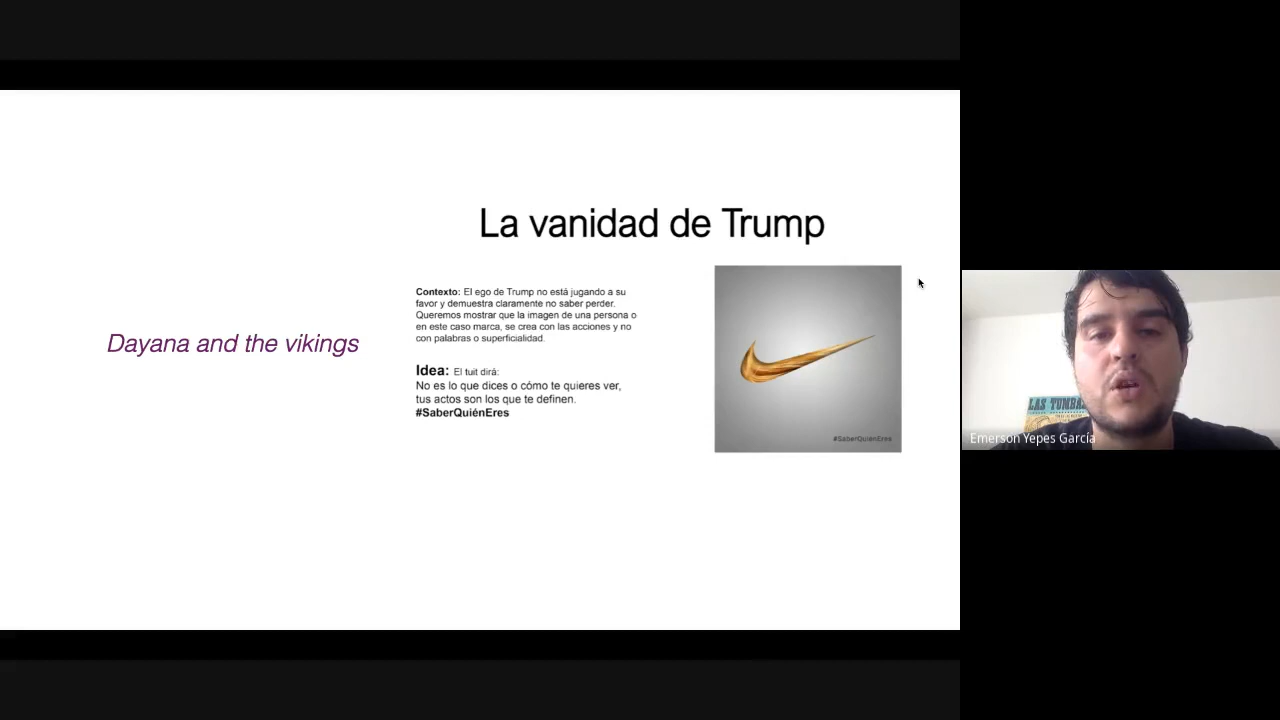 La vanidad de Trump
Contexto: El ego de Trump no está jugando a su
favor y demuestra claramente no saber perder.
Queremos mostrar que la imagen de una persona o
en este caso marca, se crea con las acciones y no
con palabras o superficialidad.
Dayana and the vikings
Idea: El tuit dirá:
No es lo que dices o cómo te quieres ver,
tus actos son los que te definen.
#SaberQuiénEres
#SaberQuiénEres
LAS TUMBAS
Emerson Yepes García